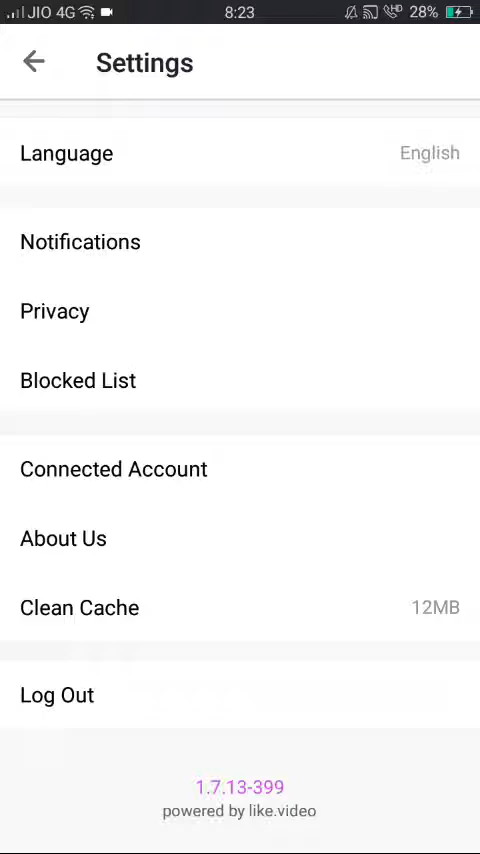 JIO 4G 8:23 HD 28%
Settings
Language English
Notifications
Privacy
Blocked List
Connected Account
About Us
Clean Cache 12MB
Log Out
1.7.13-399
powered by like.video